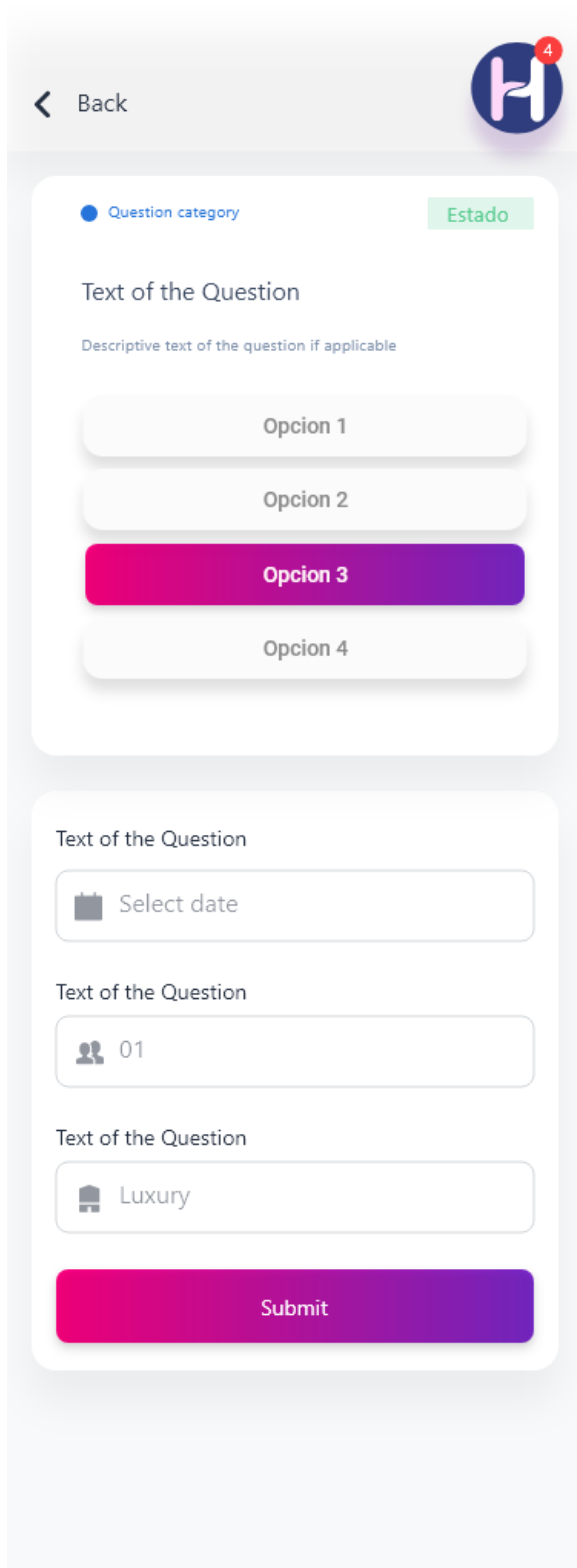 4
Back
Question category
Estado
Text of the Question
Descriptive text of the question if applicable
Opcion 1
Opcion 2
Opcion 3
Opcion 4
Text of the Question
Select date
Text of the Question
01
Text of the Question
Luxury
Submit